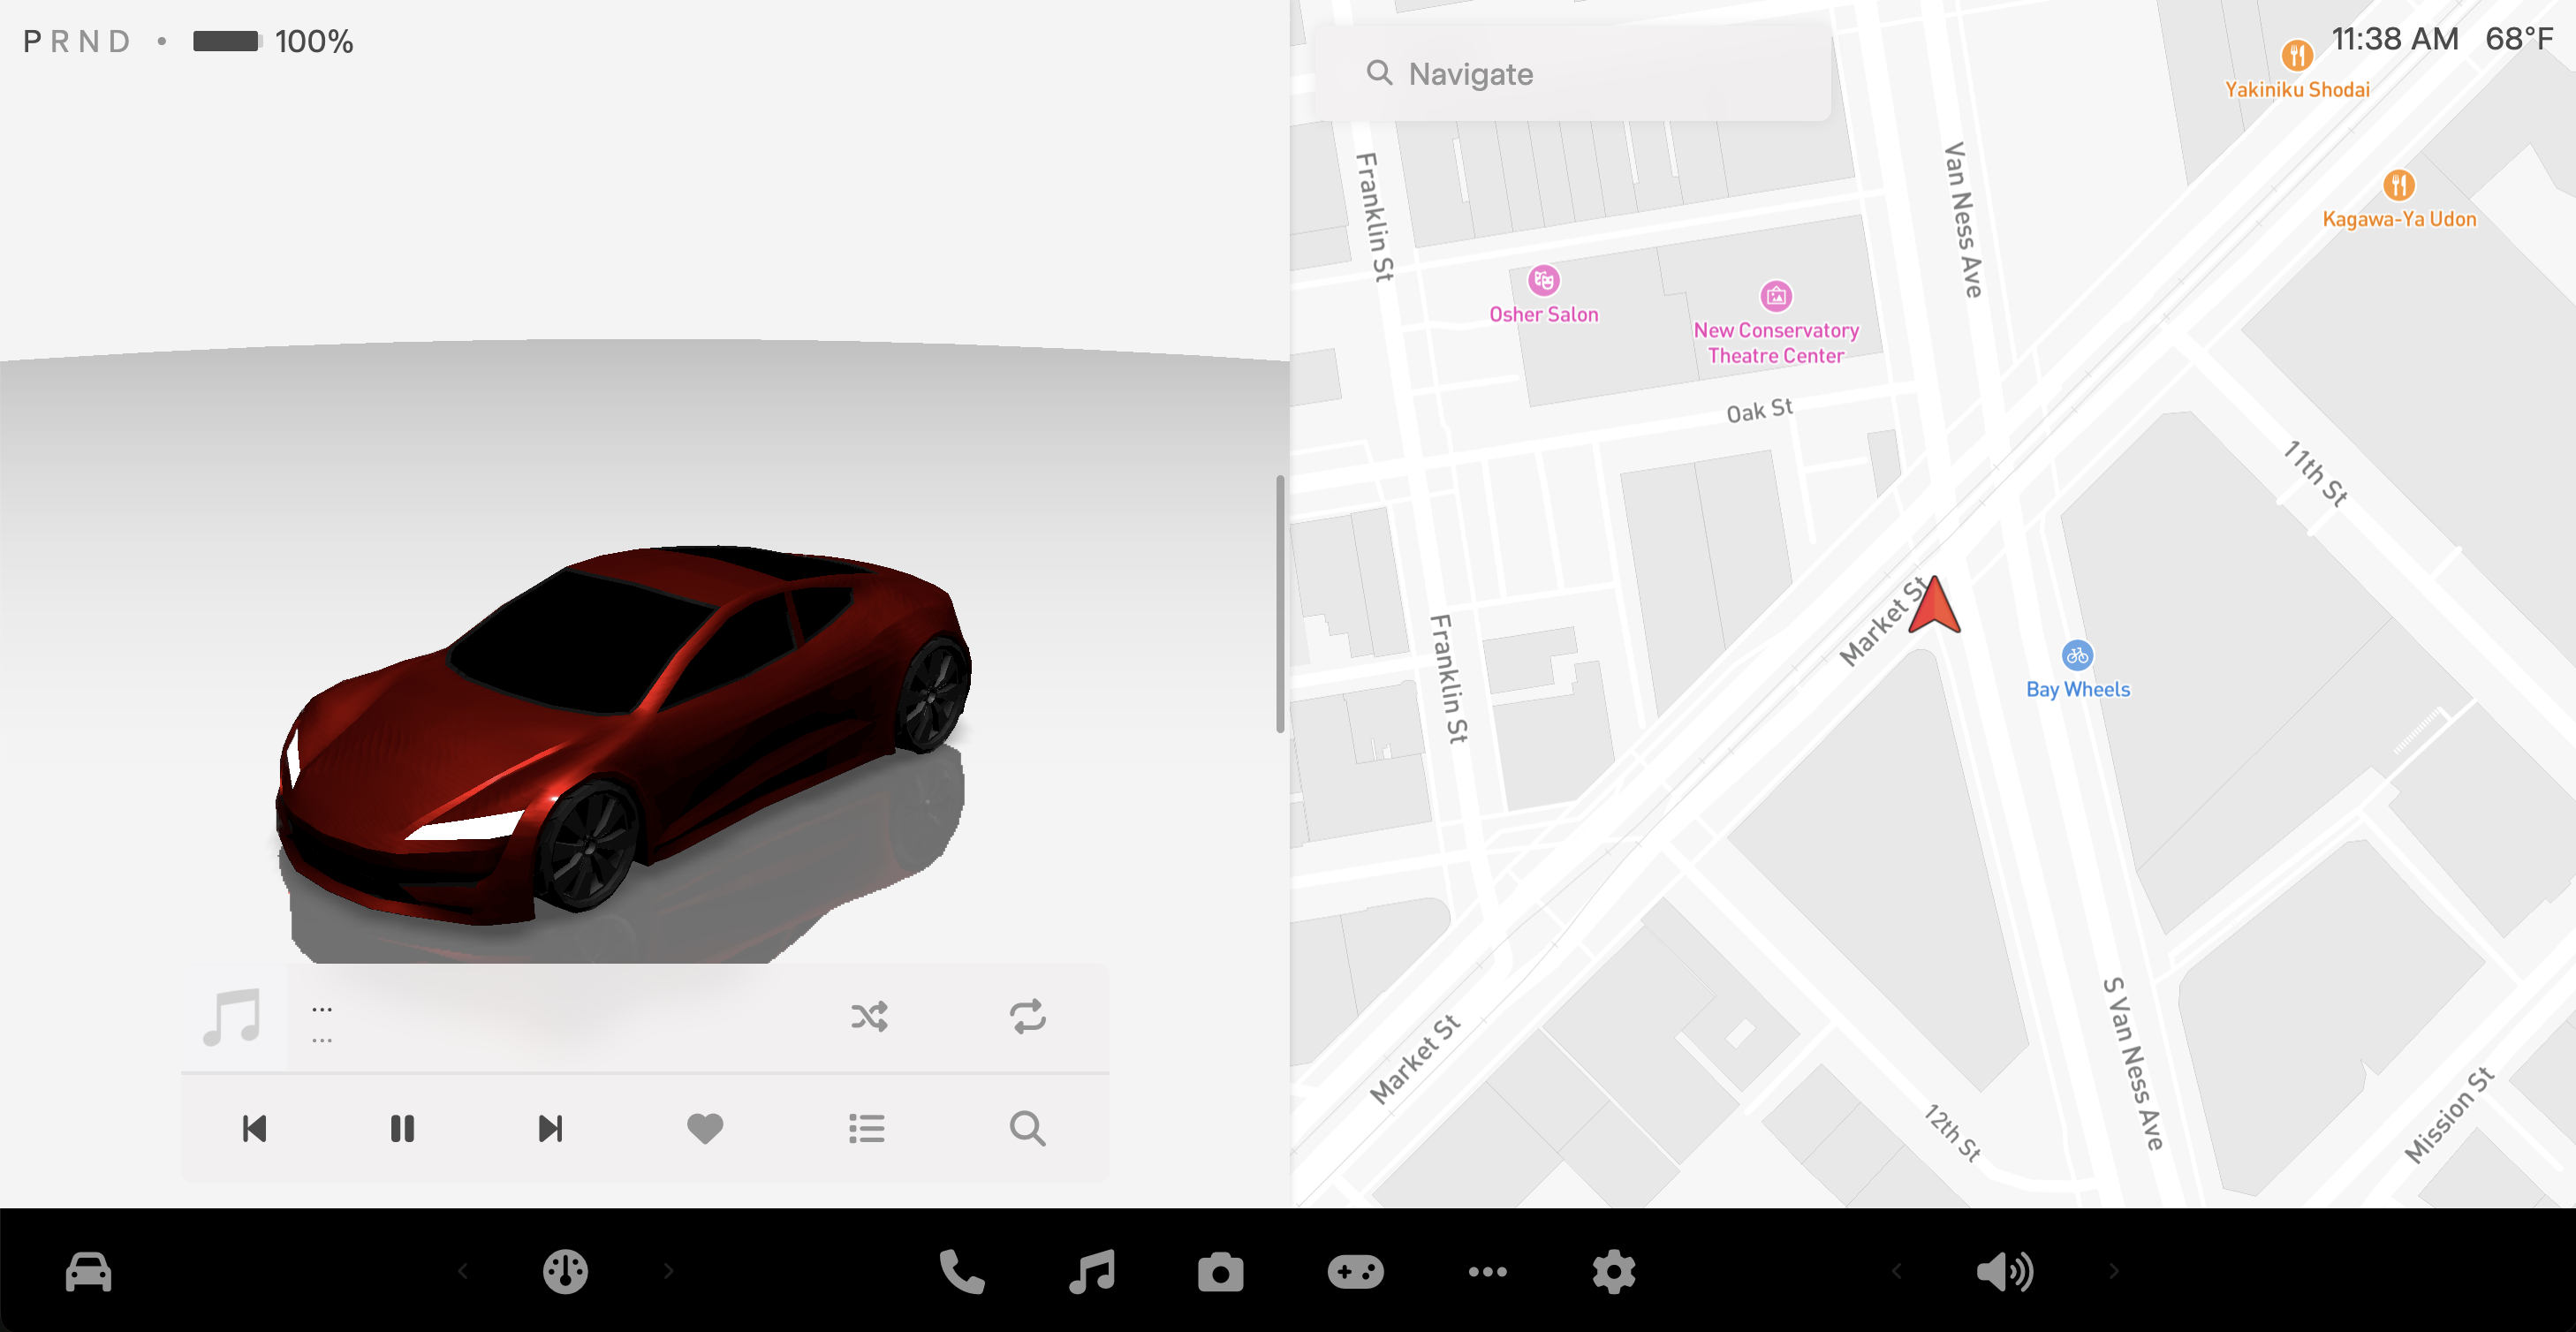 P R N D • 100%
Navigate
11:38 AM 68°F
Yakiniku Shodai
Kagawa-Ya Udon
Franklin St
Van Ness Ave
Osher Salon
New Conservatory
Theatre Center
Oak St
11th St
Market St
Franklin St
Bay Wheels
...
...
Market St
S Van Ness Ave
12th St
Mission St